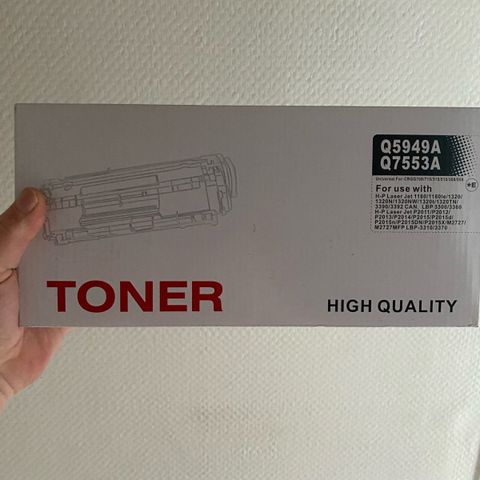 Q5949A
Q7553A
For use with
H-P Laser Jet 1160/1160le/1320/
1320N/1320NW/1320t/1320TN/
3390/3392 CAN. LBP 3300/3360
H-P Laser Jet P2011/P2012/
P2013/P2014/P2015/P2015d/
P2015n/P2015DN/P2015X/M2727/
M2727MFP LBP-3310/3370
TONER
HIGH QUALITY